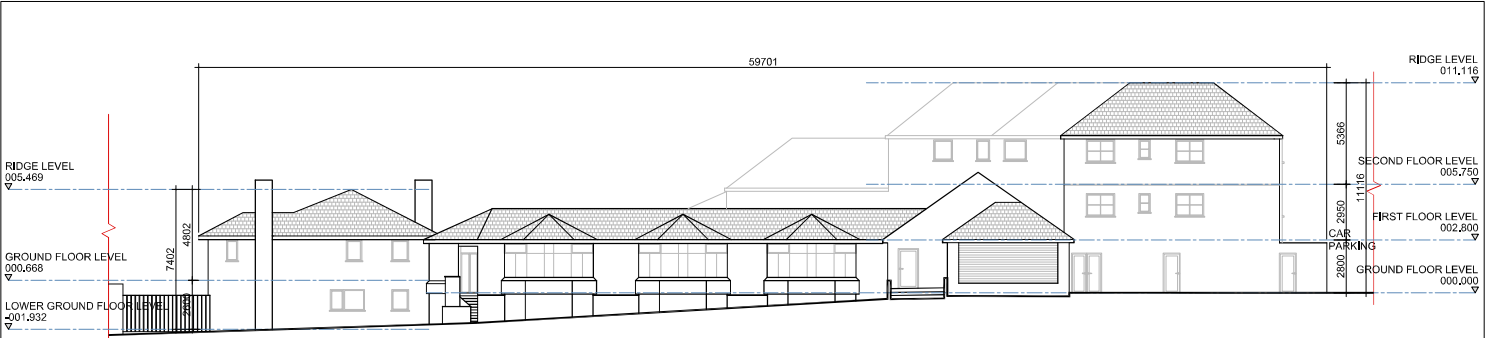 59701
RIDGE LEVEL
011.116
5366
RIDGE LEVEL
005.469
SECOND FLOOR LEVEL
005.750
11116
4802
2950
7402
FIRST FLOOR LEVEL
002.800
CAR
PARKING
GROUND FLOOR LEVEL
000.668
2800
GROUND FLOOR LEVEL
000.000
LOWER GROUND FLOOR LEVEL
-001.932
2600